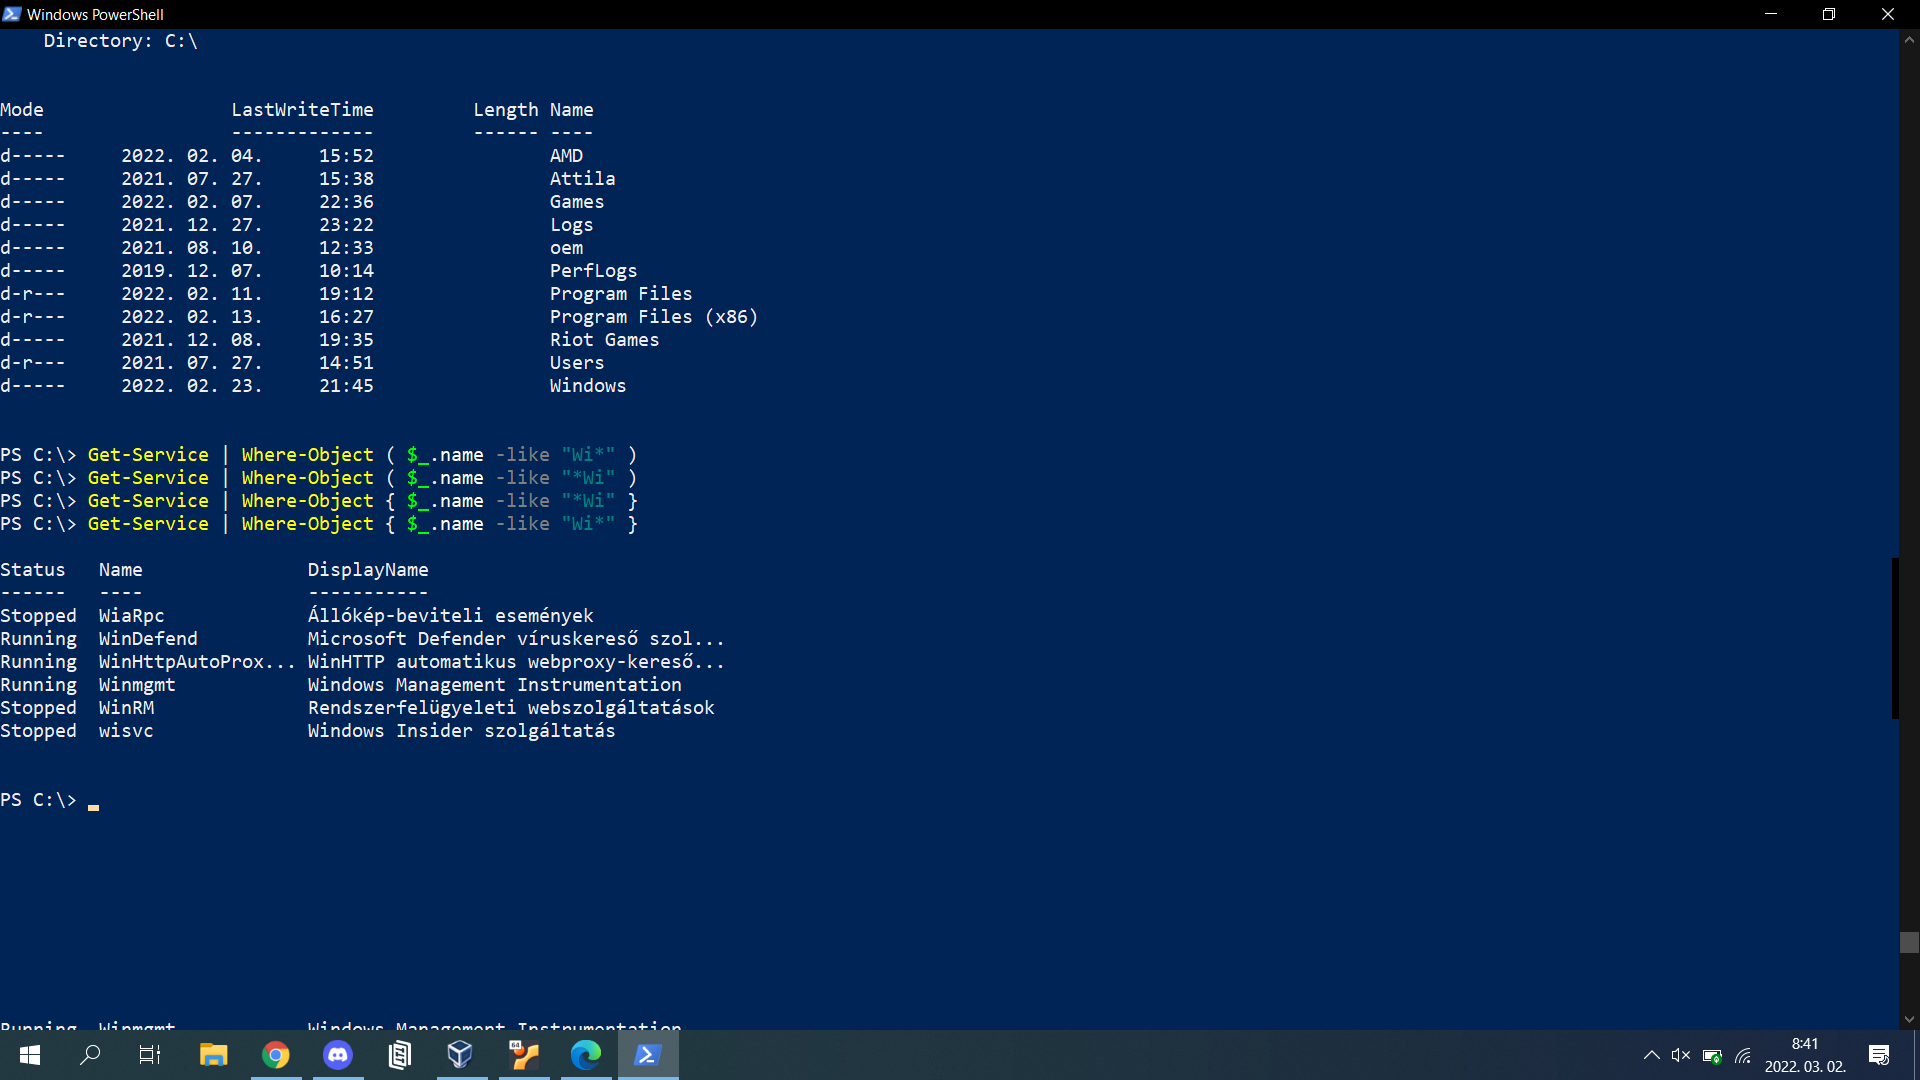 Windows PowerShell
Directory: C:\
Mode LastWriteTime Length Name
---- ------------- ------ ----
d----- 2022. 02. 04. 15:52 AMD
d----- 2021. 07. 27. 15:38 Attila
d----- 2022. 02. 07. 22:36 Games
d----- 2021. 12. 27. 23:22 Logs
d----- 2021. 08. 10. 12:33 oem
d----- 2019. 12. 07. 10:14 PerfLogs
d-r--- 2022. 02. 11. 19:12 Program Files
d-r--- 2022. 02. 13. 16:27 Program Files (x86)
d----- 2021. 12. 08. 19:35 Riot Games
d-r--- 2021. 07. 27. 14:51 Users
d----- 2022. 02. 23. 21:45 Windows
PS C:\> Get-Service | Where-Object ( $_.name -like "Wi*" )
PS C:\> Get-Service | Where-Object ( $_.name -like "*Wi" )
PS C:\> Get-Service | Where-Object { $_.name -like "*Wi" }
PS C:\> Get-Service | Where-Object { $_.name -like "Wi*" }
Status Name DisplayName
------ ---- -----------
Stopped WiaRpc Állókép-beviteli események
Running WinDefend Microsoft Defender víruskereső szol...
Running WinHttpAutoProx... WinHTTP automatikus webproxy-kereső...
Running Winmgmt Windows Management Instrumentation
Stopped WinRM Rendszerfelügyeleti webszolgáltatások
Stopped wisvc Windows Insider szolgáltatás
PS C:\>
Running Winmgmt Windows Management Instrumentation
64
8:41
2022. 03. 02.